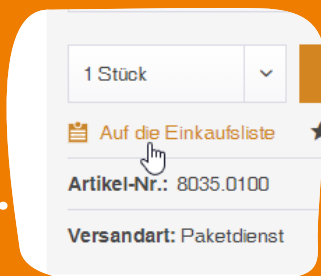 1 Stück
Auf die Einkaufsliste
Artikel-Nr.: 8035.0100
Versandart: Paketdienst